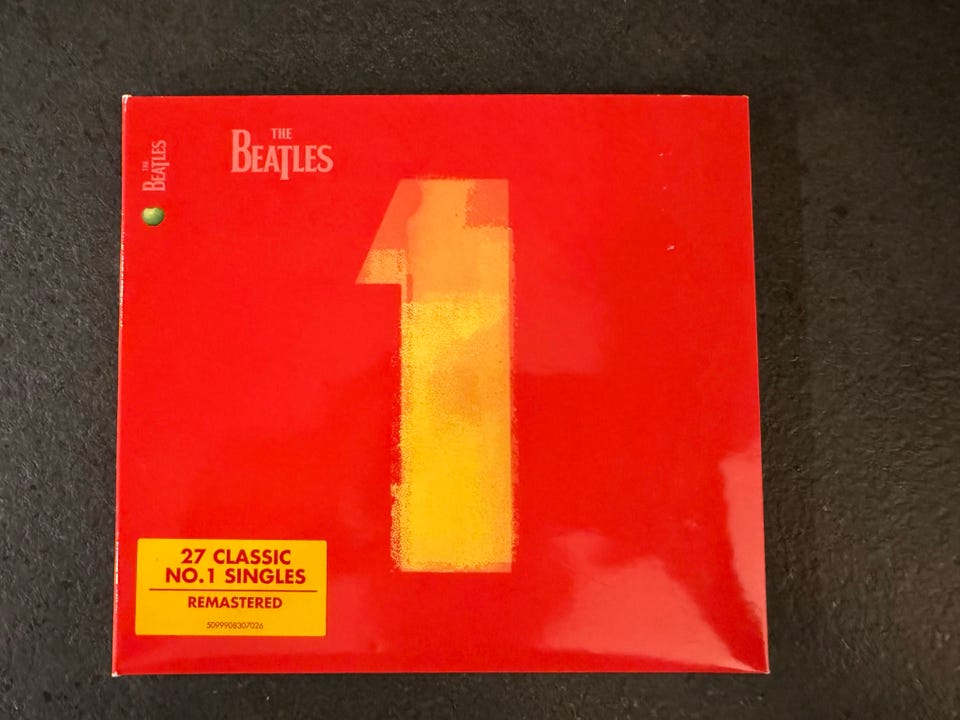 THE
BEATLES
THE
BEATLES
1
27 CLASSIC
NO.1 SINGLES
REMASTERED
5099908307026